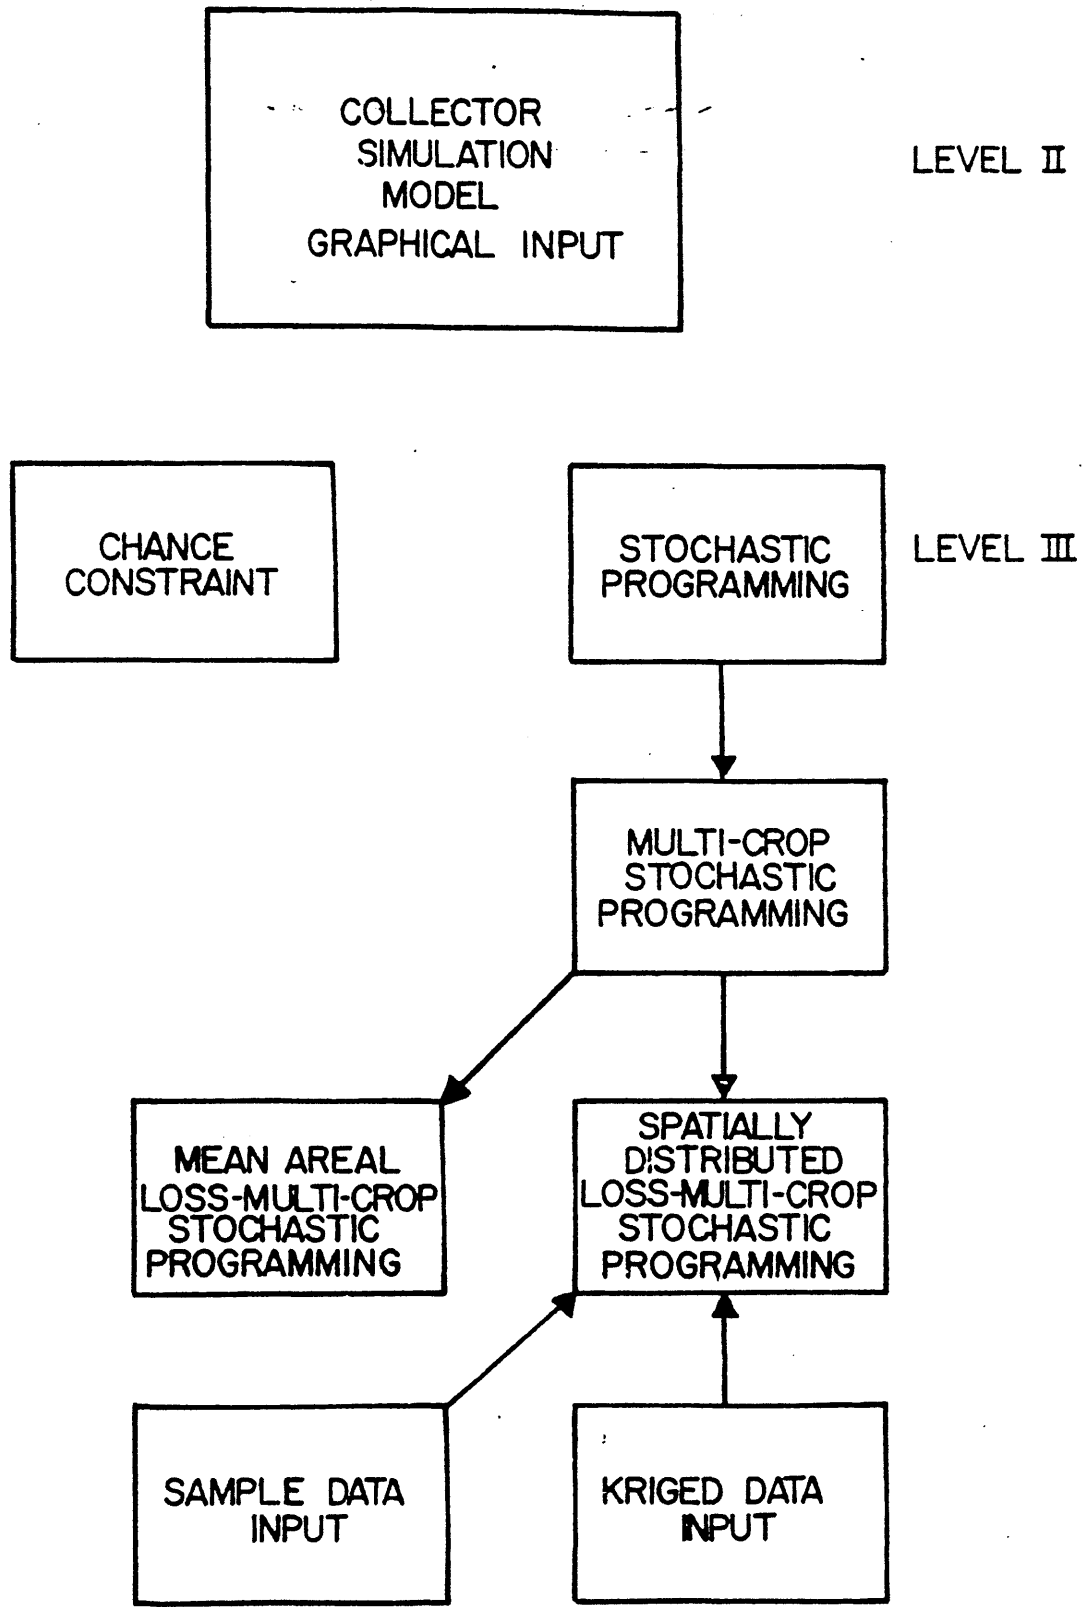 COLLECTOR
SIMULATION
MODEL
GRAPHICAL INPUT
LEVEL II
CHANCE
CONSTRAINT
STOCHASTIC
PROGRAMMING
LEVEL III
MULTI-CROP
STOCHASTIC
PROGRAMMING
MEAN AREAL
LOSS-MULTI-CROP
STOCHASTIC
PROGRAMMING
SPATIALLY
DISTRIBUTED
LOSS-MULTI-CROP
STOCHASTIC
PROGRAMMING
SAMPLE DATA
INPUT
KRIGED DATA
INPUT